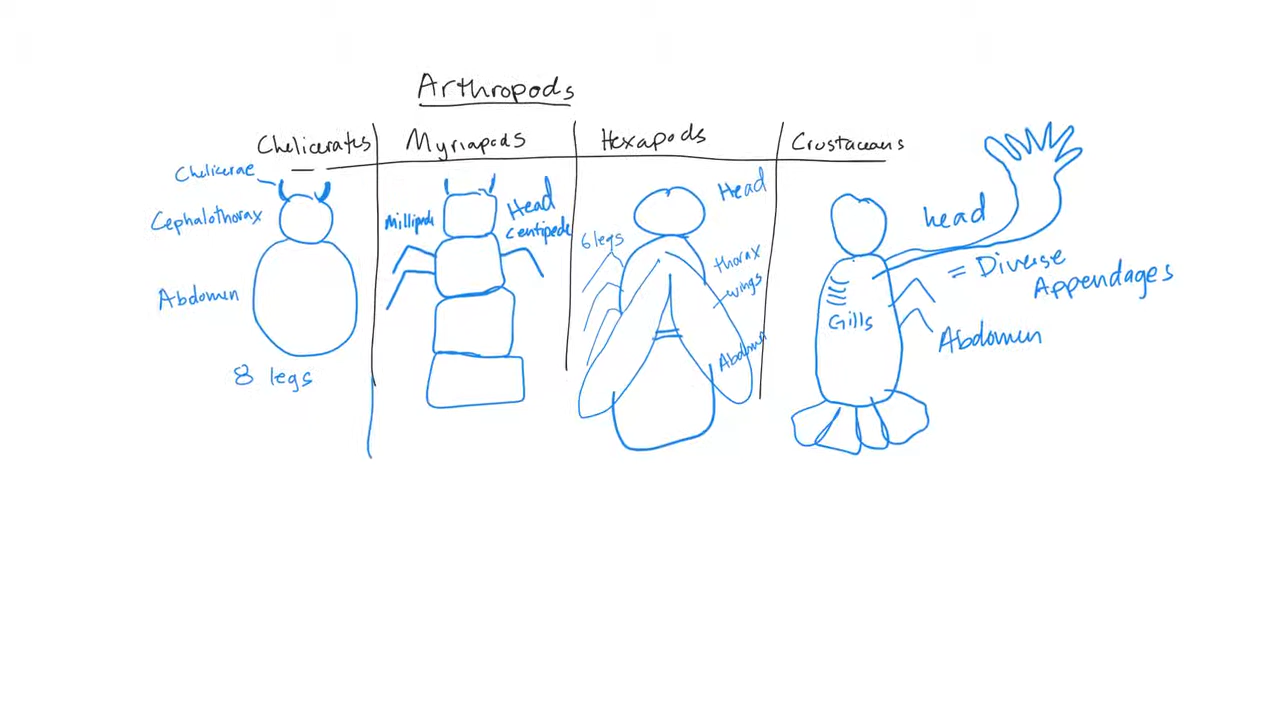 Arthropods
Chelicerates
Myriapods
Hexapods
Crustaceans
Chelicerae
Cephalothorax
Abdomen
8 legs
Millipede
Head
Centipede
Head
6 legs
thorax
wings
Abdomen
head
= Diverse
Appendages
Gills
Abdomen